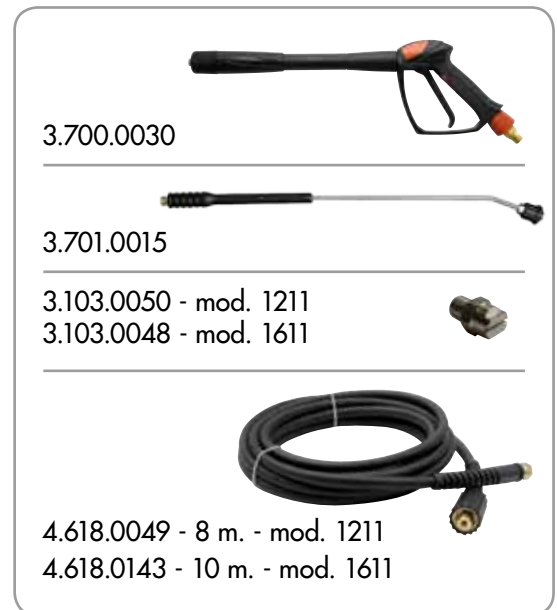 3.700.0030
3.701.0015
3.103.0050 - mod. 1211
3.103.0048 - mod. 1611
4.618.0049 - 8 m. - mod. 1211
4.618.0143 - 10 m. - mod. 1611